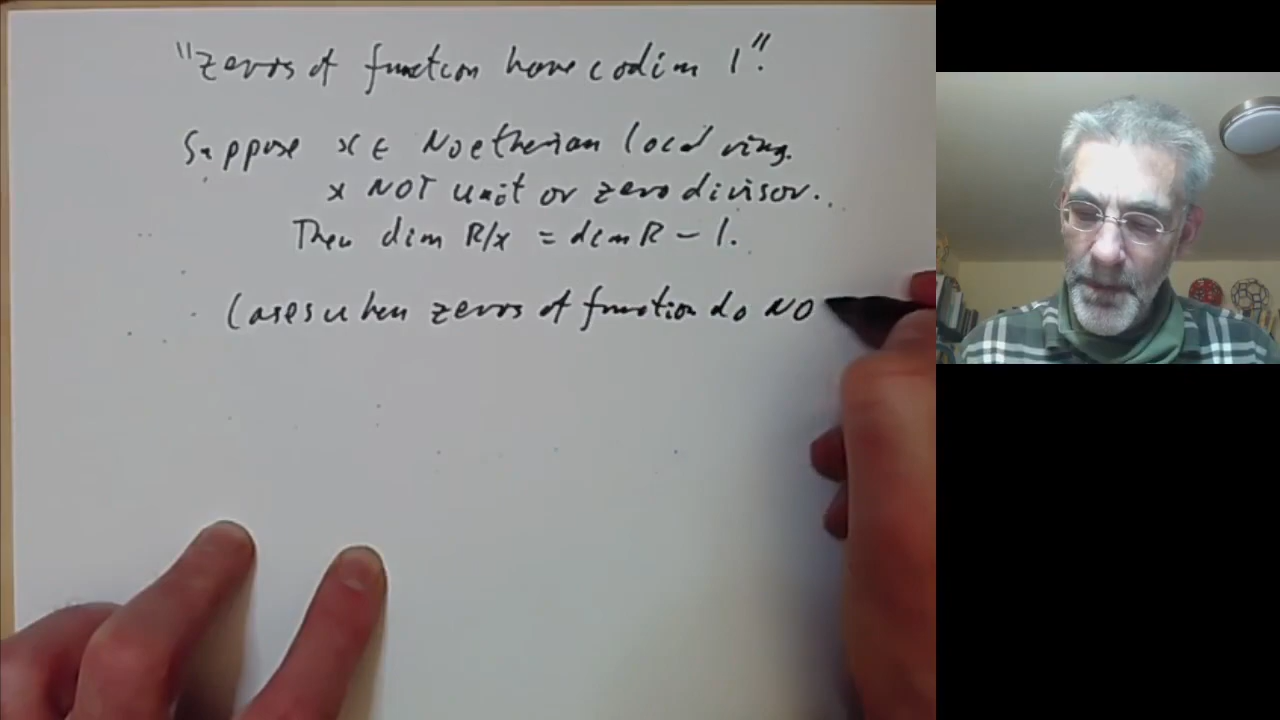 "Zeros of function have codim 1".
Suppose x ∈ Noetherian local ring.
x NOT unit or zero divisor.
Then dim R/x = dim R - 1.
Cases when zeros of function do NO